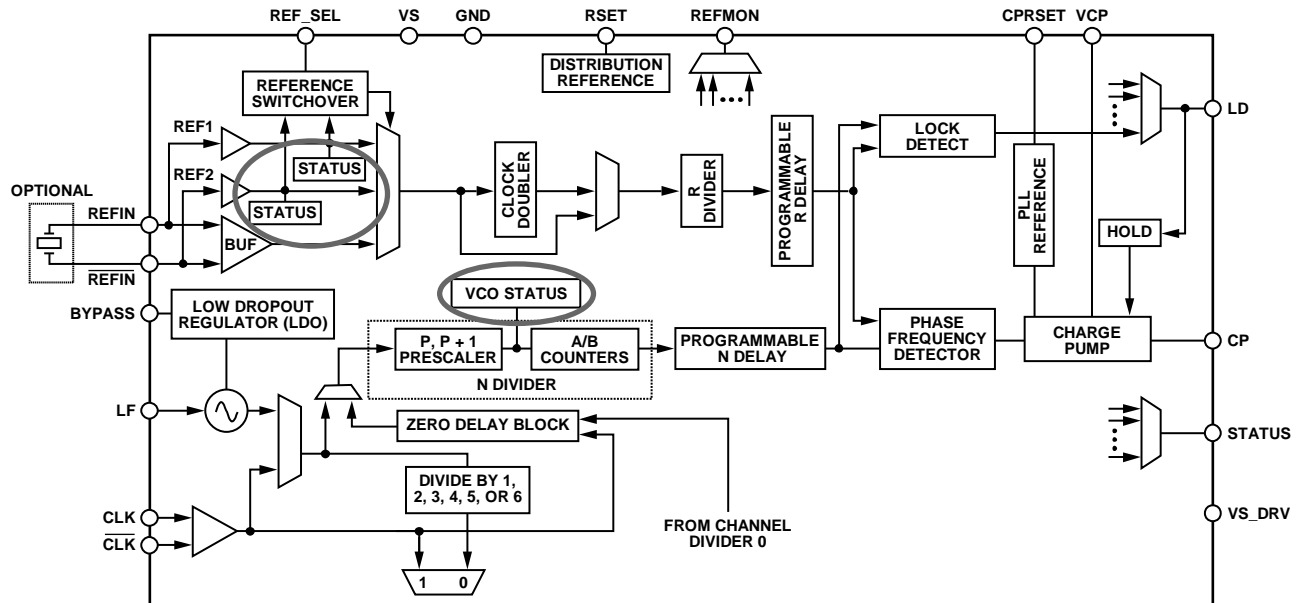 REF_SEL
VS
GND
RSET
REFMON
CPRSET
VCP
DISTRIBUTION
REFERENCE
REFERENCE
SWITCHOVER
LD
REF1
STATUS
LOCK
DETECT
OPTIONAL
REF2
STATUS
CLOCK
DOUBLER
R
DIVIDER
PROGRAMMABLE
R DELAY
PLL
REFERENCE
HOLD
REFIN
BUF
REFIN
VCO STATUS
BYPASS
LOW DROPOUT
REGULATOR (LDO)
P, P + 1
PRESCALER
A/B
COUNTERS
N DIVIDER
PROGRAMMABLE
N DELAY
PHASE
FREQUENCY
DETECTOR
CHARGE
PUMP
CP
LF
ZERO DELAY BLOCK
STATUS
DIVIDE BY 1,
2, 3, 4, 5, OR 6
CLK
CLK
FROM CHANNEL
DIVIDER 0
VS_DRV
1 0